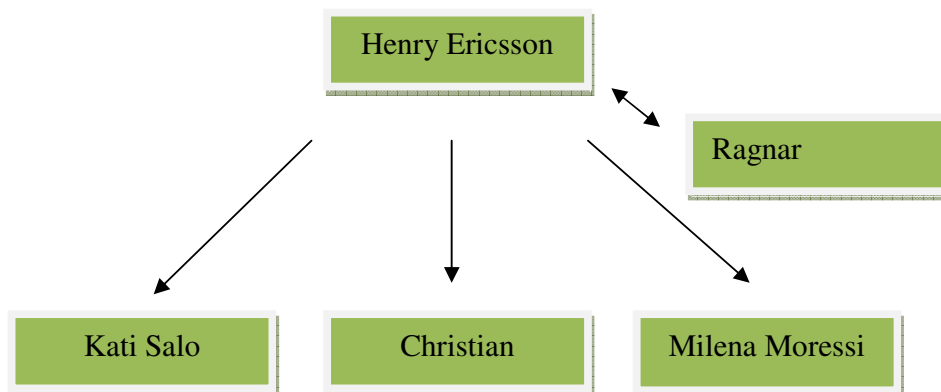 Henry Ericsson
Ragnar
Kati Salo
Christian
Milena Moressi